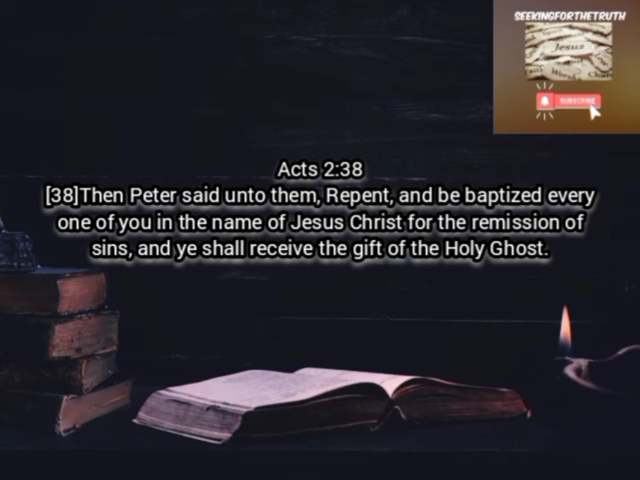 SEEKINGFORTHETRUTH
Jesus
SUBSCRIBE
Acts 2:38
[38]Then Peter said unto them, Repent, and be baptized every
one of you in the name of Jesus Christ for the remission of
sins, and ye shall receive the gift of the Holy Ghost.